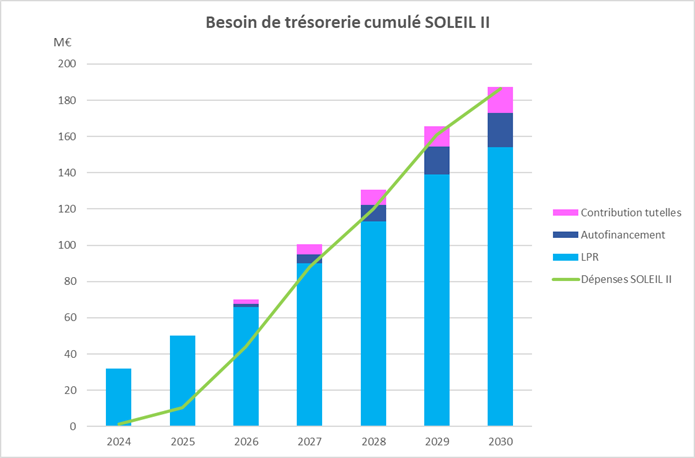 Besoin de trésorerie cumulé SOLEIL II
M€
200
180
160
140
120
100
80
60
40
20
0
2024 2025 2026 2027 2028 2029 2030
Contribution tutelles
Autofinancement
LPR
Dépenses SOLEIL II